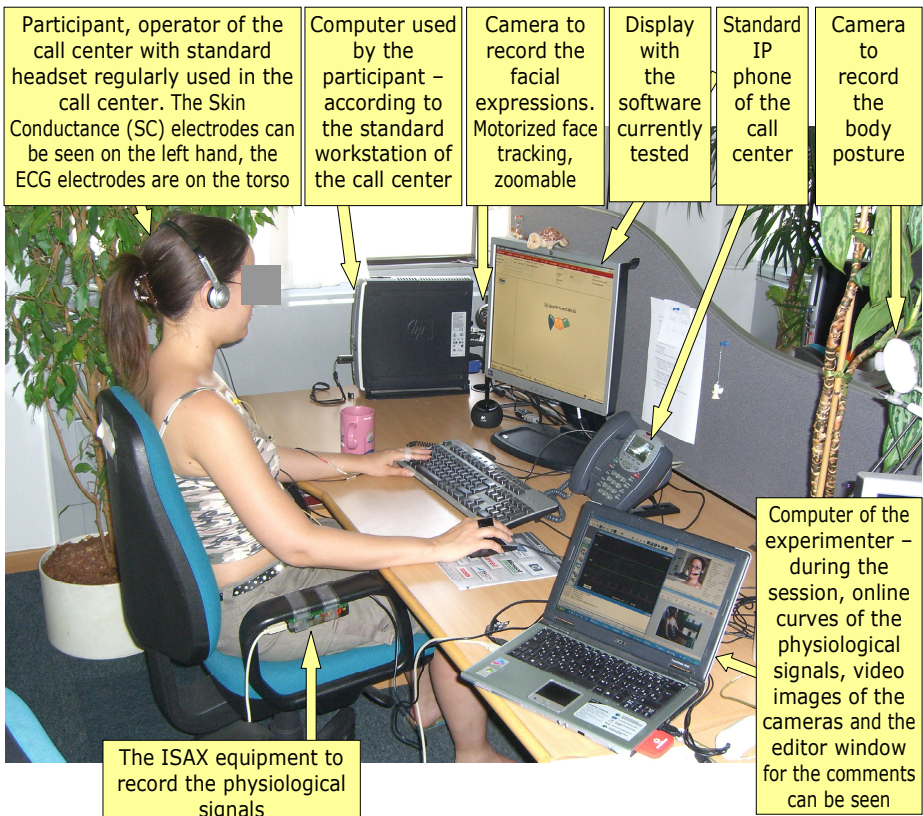 Participant, operator of the
call center with standard
headset regularly used in the
call center. The Skin
Conductance (SC) electrodes can
be seen on the left hand, the
ECG electrodes are on the torso
Computer used
by the
participant –
according to
the standard
workstation of
the call center
Camera to
record the
facial
expressions.
Motorized face
tracking,
zoomable
Display
with
the
software
currently
tested
Standard
IP
phone
of the
call
center
Camera
to
record
the
body
posture
hp
Computer of the
experimenter –
during the
session, online
curves of the
physiological
signals, video
images of the
cameras and the
editor window
for the comments
can be seen
The ISAX equipment to
record the physiological
signals